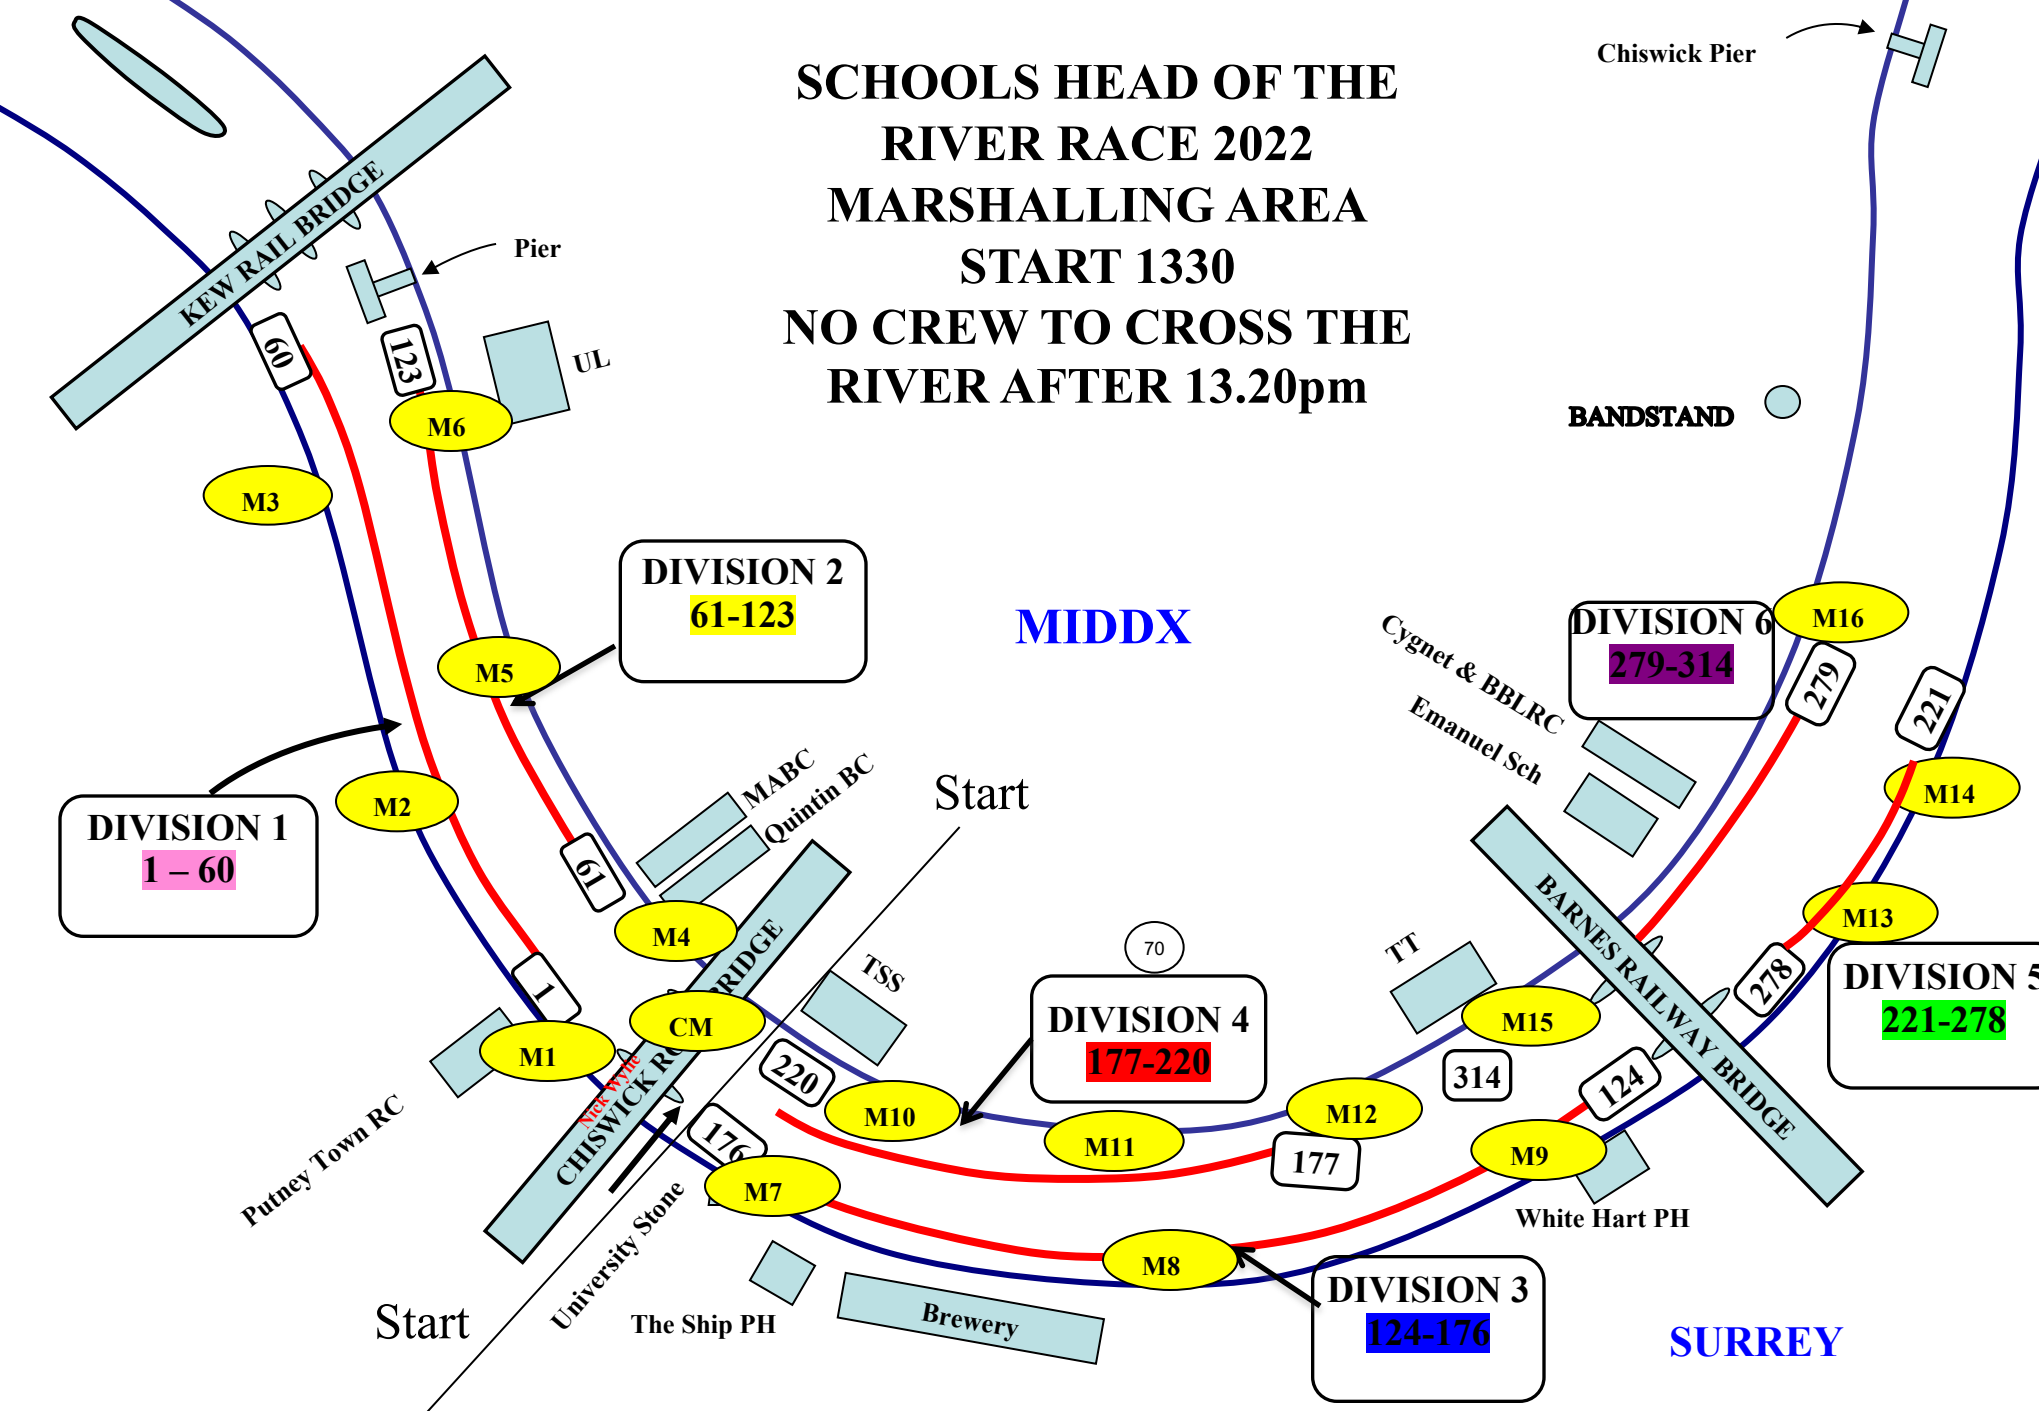 SCHOOLS HEAD OF THE
RIVER RACE 2022
MARSHALLING AREA
START 1330
NO CREW TO CROSS THE
RIVER AFTER 13.20pm
Chiswick Pier
KEW RAIL BRIDGE
Pier
60
123
UL
M6
M3
BANDSTAND
DIVISION 2
61-123
MIDDX
M5
Cygnet & BBLRC
Emanuel Sch
DIVISION 6
279-314
M16
279
221
M14
M2
DIVISION 1
1 – 60
MABC
Quintin BC
Start
61
M4
BARNES RAILWAY BRIDGE
M13
TSS
70
TT
278
DIVISION 5
221-278
1
CM
DIVISION 4
177-220
M15
M1
Nick Wylie
CHISWICK RO BRIDGE
220
M10
M11
M12
314
124
Putney Town RC
176
M7
177
M9
White Hart PH
University Stone
M8
DIVISION 3
124-176
Start
The Ship PH
Brewery
SURREY